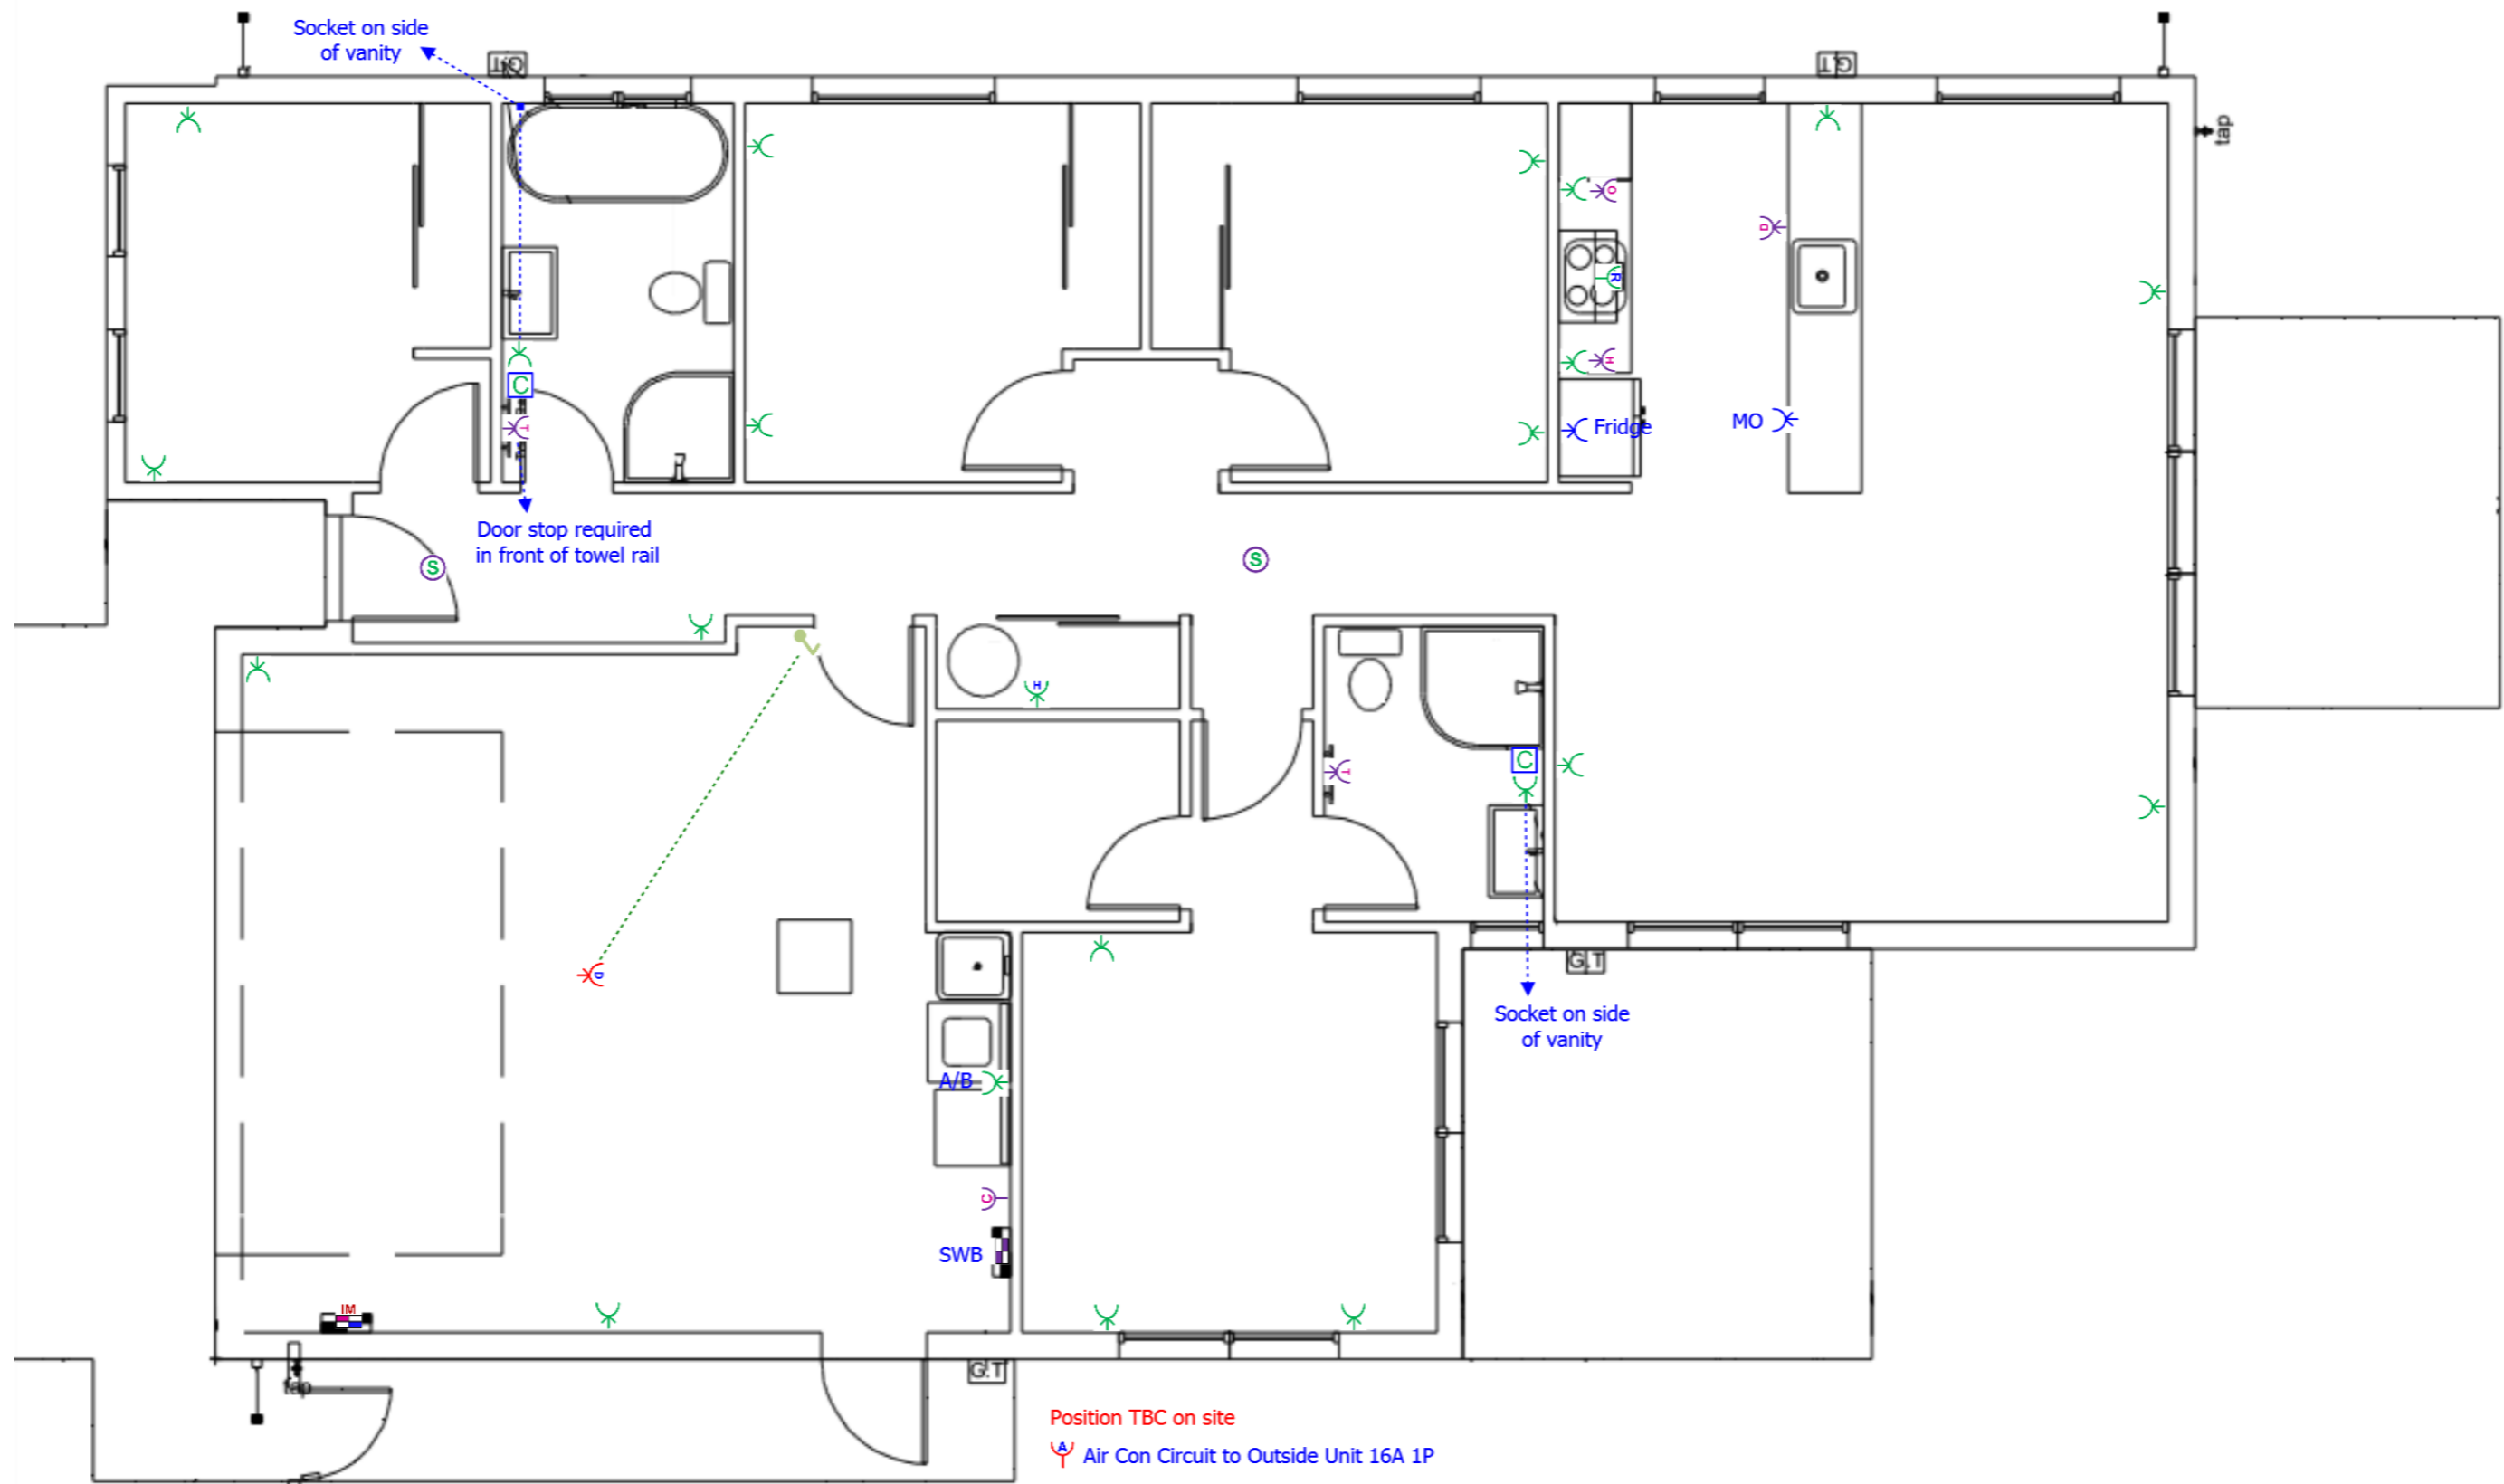 Socket on side
of vanity
G.T
G.T
tap
O
D
R
C
H
T
MO
Fridge
Door stop required
in front of towel rail
S
S
H
C
T
G.T
D
Socket on side
of vanity
A/B
C
SWB
IM
G.T
tap
Position TBC on site
A
Air Con Circuit to Outside Unit 16A 1P